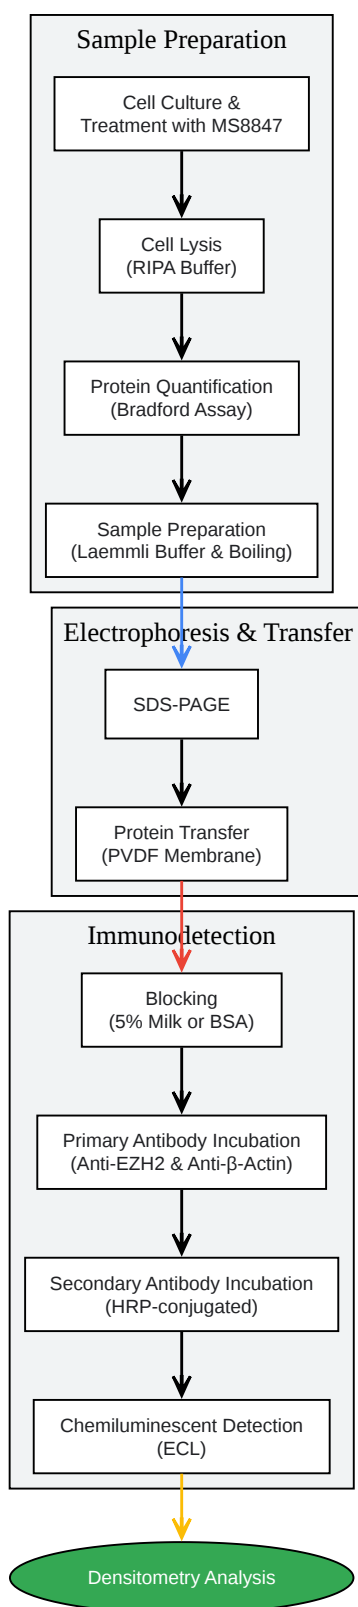 Sample Preparation
Cell Culture &
Treatment with MS8847
Cell Lysis
(RIPA Buffer)
Protein Quantification
(Bradford Assay)
Sample Preparation
(Laemmli Buffer & Boiling)
Electrophoresis & Transfer
SDS-PAGE
Protein Transfer
(PVDF Membrane)
Immunodetection
Blocking
(5% Milk or BSA)
Primary Antibody Incubation
(Anti-EZH2 & Anti-β-Actin)
Secondary Antibody Incubation
(HRP-conjugated)
Chemiluminescent Detection
(ECL)
Densitometry Analysis